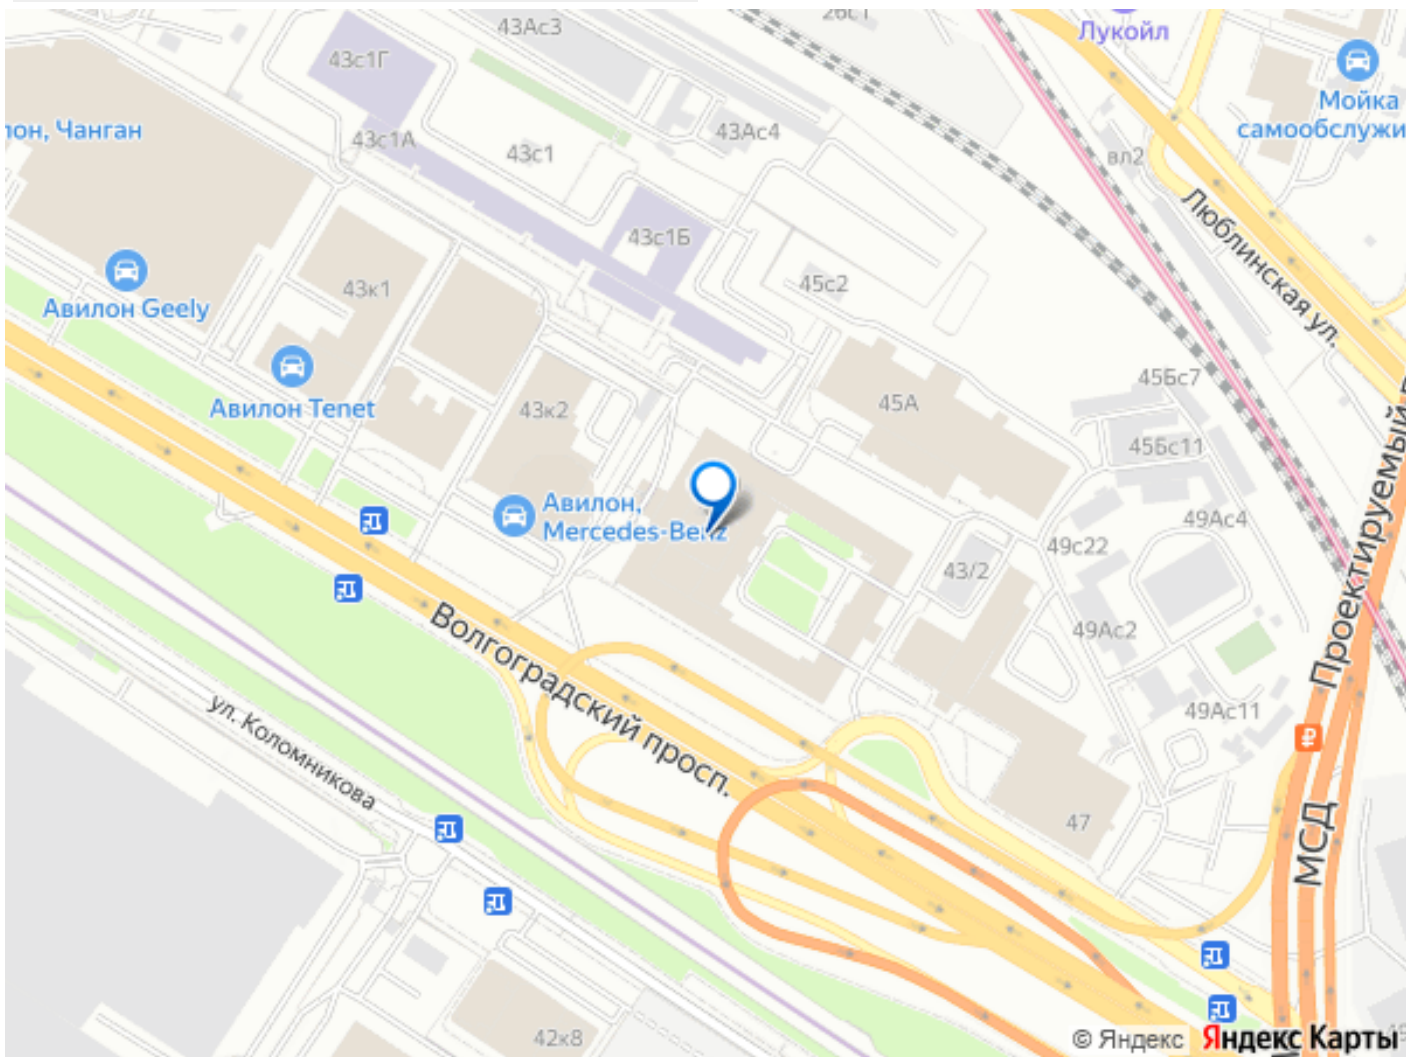 43Ас3
26с1
Лукойл
43с1Г
Мойка
самообслужи
лон, Чанган
43с1А
43с1
43Ас4
вл2
Люблинская ул.
43с1Б
45с2
Авилон Geely
43к1
Авилон Tenet
43к2
45А
45Бс7
45Бс11
Авилон,
Mercedes-Benz
49Ас4
49с22
43/2
49Ас2
Проектируемый
Волгоградский просп.
49Ас11
ул. Коломникова
47
МСД
42к8
© Яндекс
Яндекс Карты